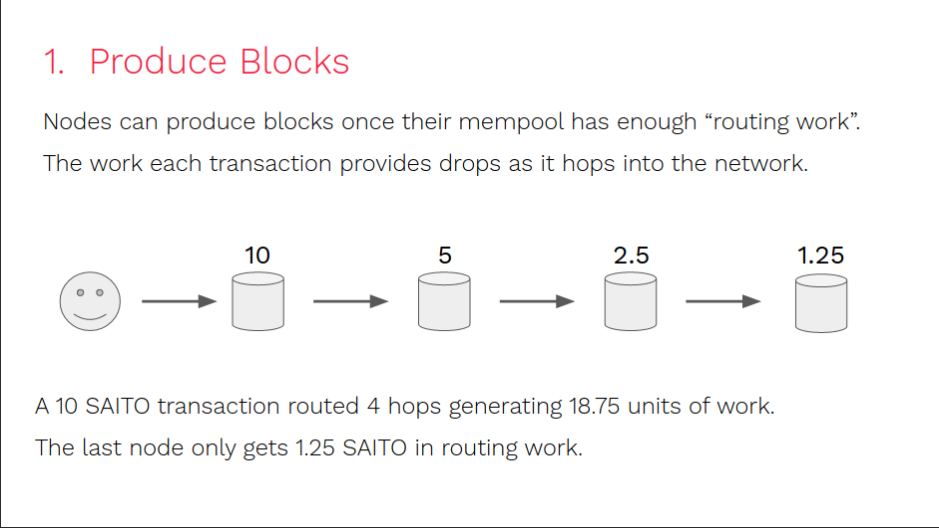 1. Produce Blocks
Nodes can produce blocks once their mempool has enough “routing work”.
The work each transaction provides drops as it hops into the network.
10
5
2.5
1.25
A 10 SAITO transaction routed 4 hops generating 18.75 units of work.
The last node only gets 1.25 SAITO in routing work.